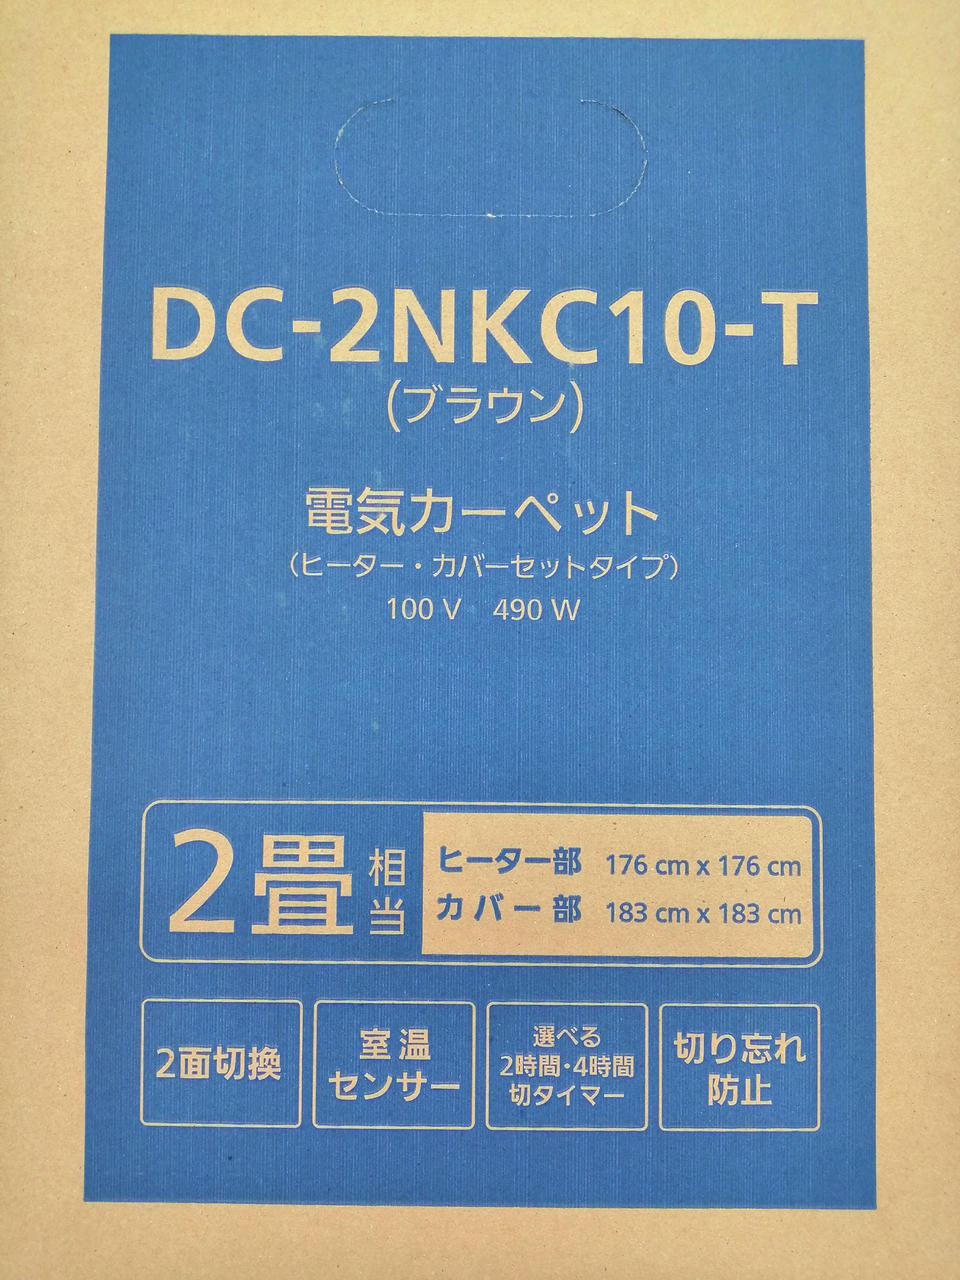 DC-2NKC10-T
(ブラウン)
電気カーペット
(ヒーター・カバーセットタイプ)
100 V 490 W
2畳相当
ヒーター部 176 cm x 176 cm
カバー部 183 cm x 183 cm
2面切換
室温
センサー
選べる
2時間・4時間
切タイマー
切り忘れ
防止